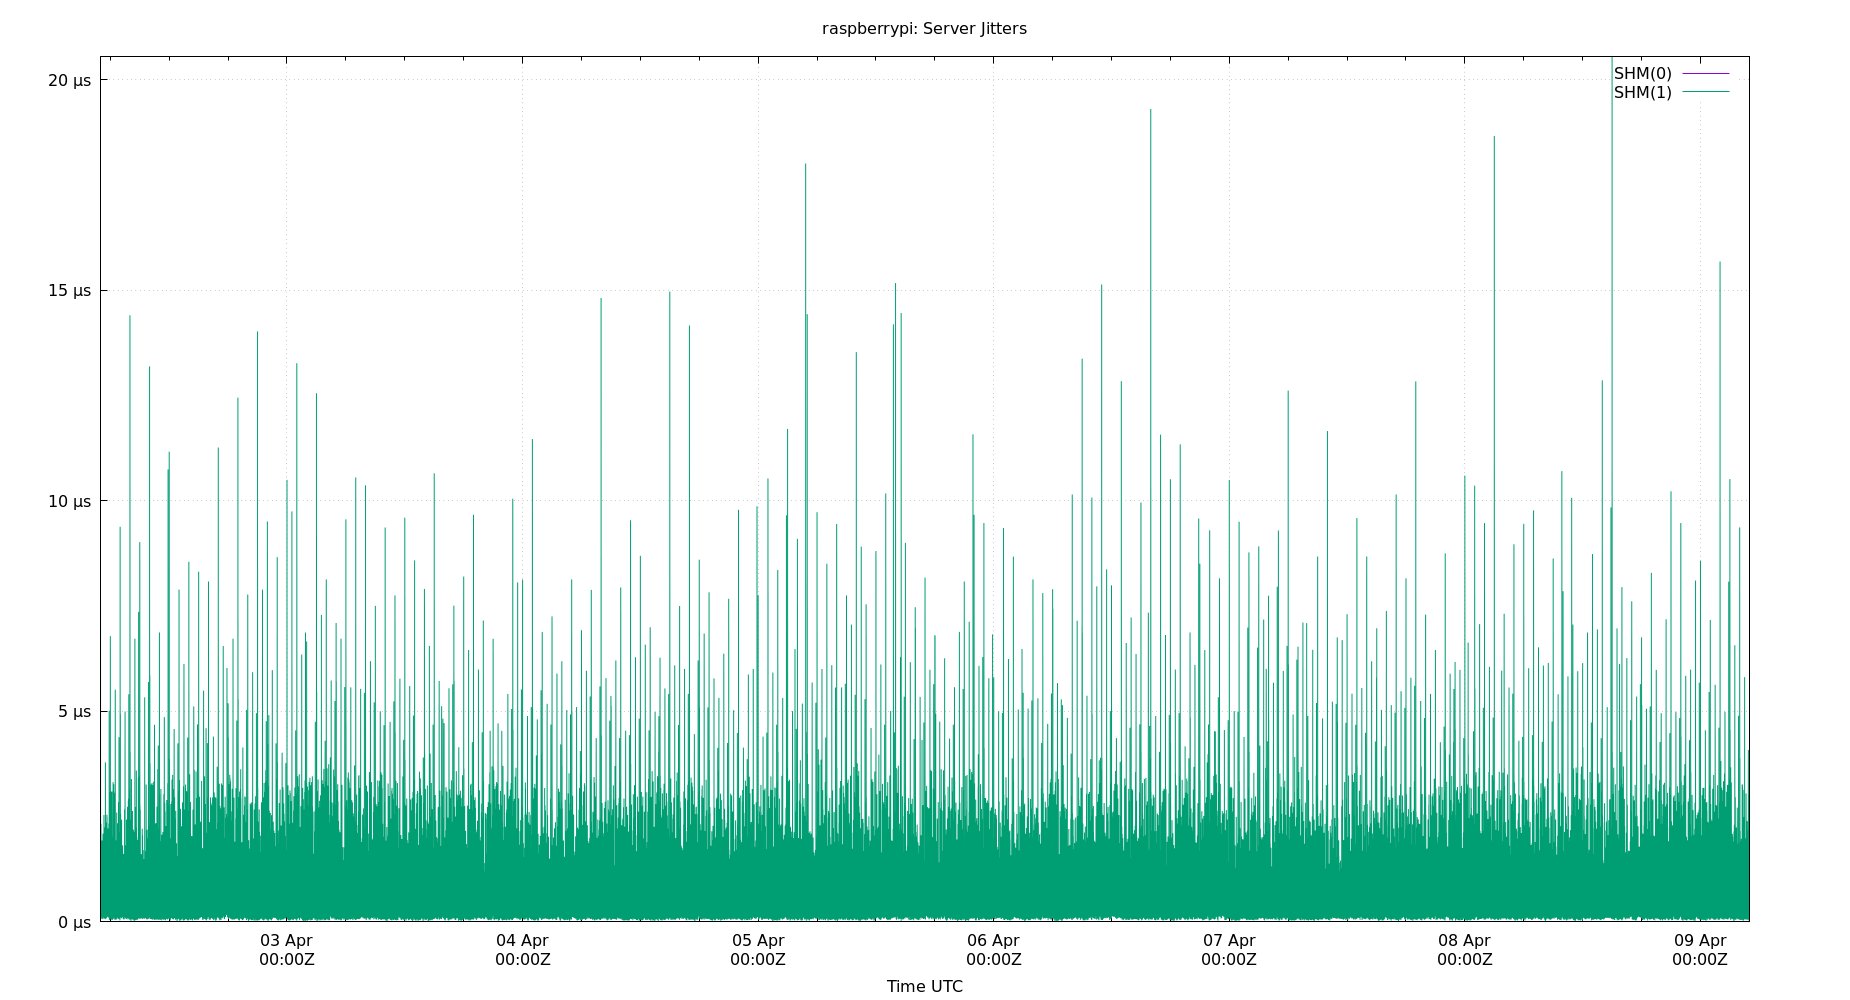 raspberrypi: Server Jitters
SHM(0)
SHM(1)
20 μs
15 μs
10 μs
5 μs
0 μs
03 Apr 04 Apr 05 Apr 06 Apr 07 Apr 08 Apr 09 Apr
00:00Z 00:00Z 00:00Z 00:00Z 00:00Z 00:00Z 00:00Z
Time UTC